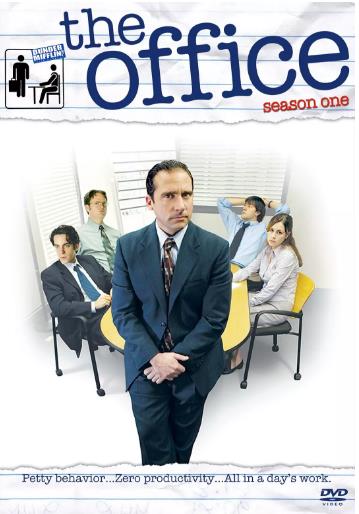 the
DUNDER
MIFFLIN
office
season one
Petty behavior...Zero productivity...All in a day's work.
DVD
VIDEO